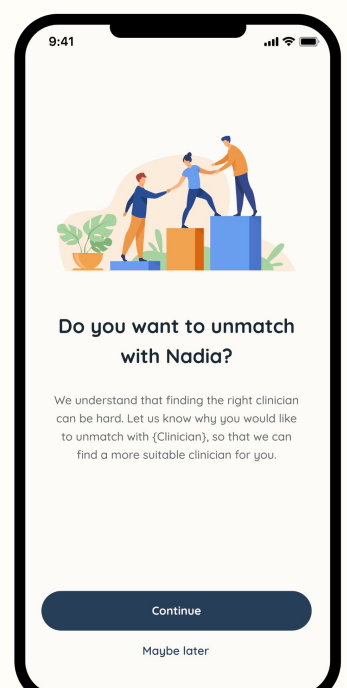 9:41
Do you want to unmatch
with Nadia?
We understand that finding the right clinician
can be hard. Let us know why you would like
to unmatch with {Clinician}, so that we can
find a more suitable clinician for you.
Continue
Maybe later